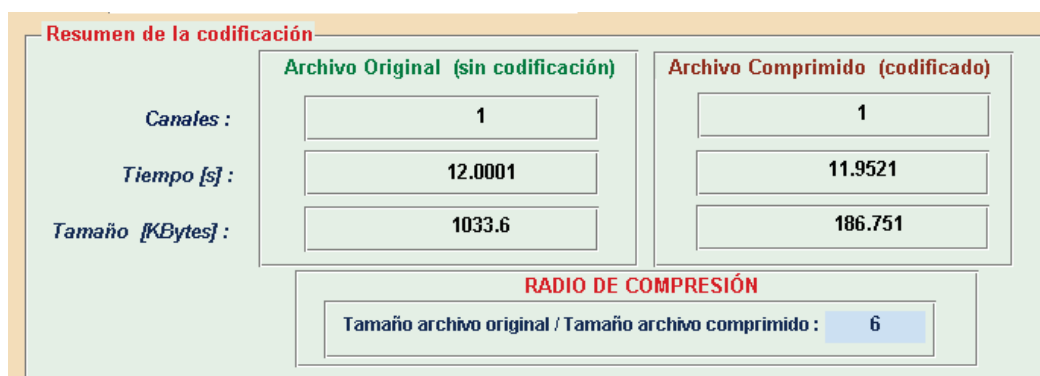 Resumen de la codificación
Archivo Original (sin codificación)
Archivo Comprimido (codificado)
Canales :
1
1
Tiempo [s] :
12.0001
11.9521
Tamaño [KBytes] :
1033.6
186.751
RADIO DE COMPRESIÓN
Tamaño archivo original / Tamaño archivo comprimido :
6